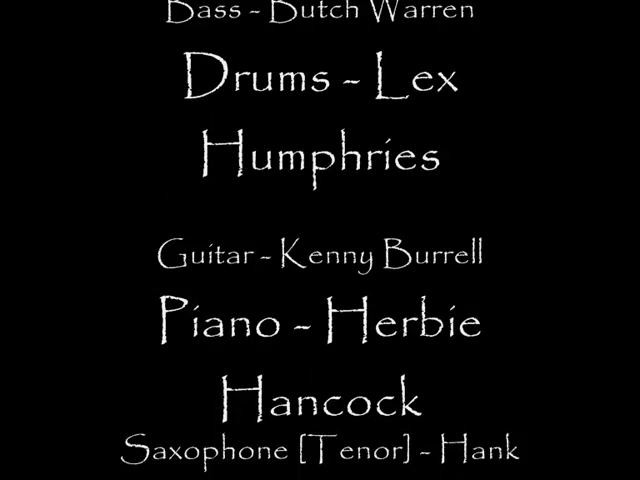 Bass - Butch Warren
Drums - Lex
Humphries
Guitar - Kenny Burrell
Piano - Herbie
Hancock
Saxophone [Tenor] - Hank